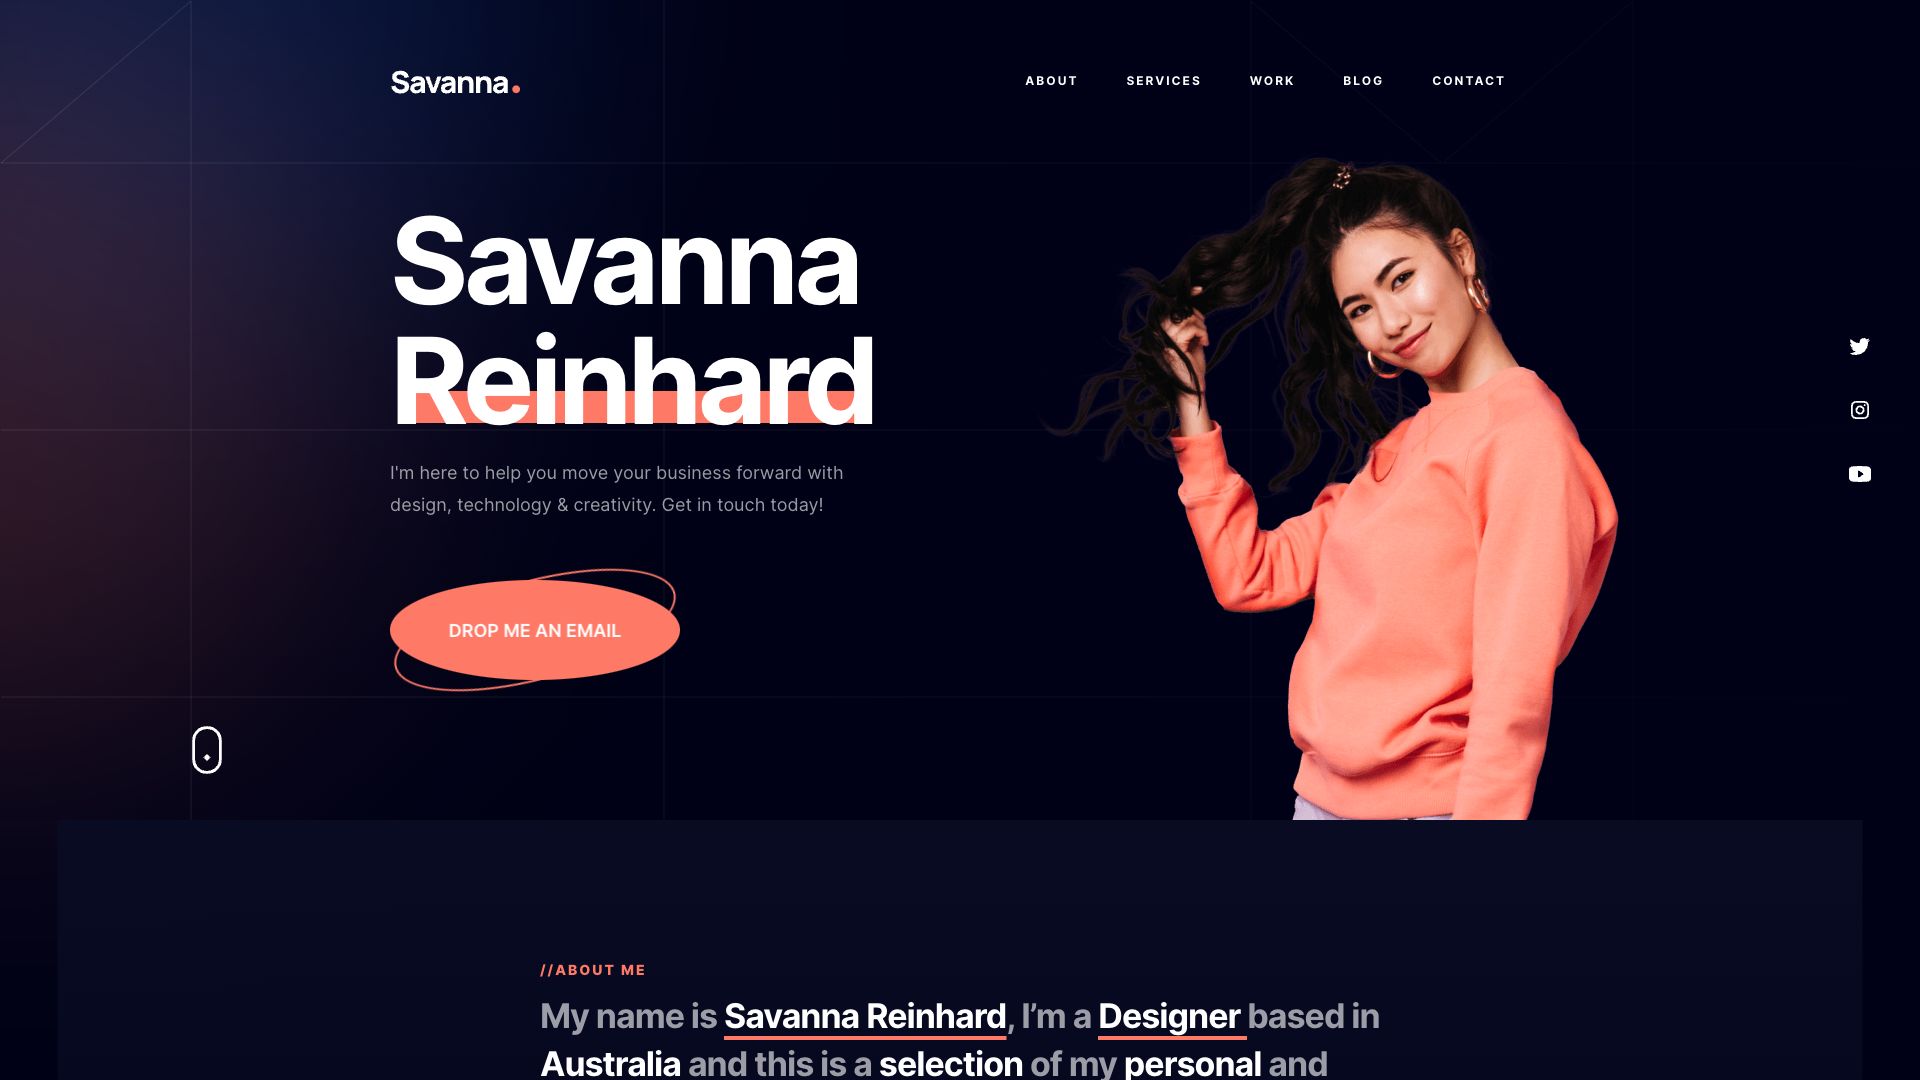 Savanna.
ABOUT SERVICES WORK BLOG CONTACT
Savanna
Reinhard
I'm here to help you move your business forward with
design, technology & creativity. Get in touch today!
DROP ME AN EMAIL
//ABOUT ME
My name is Savanna Reinhard, I’m a Designer based in
Australia and this is a selection of my personal and